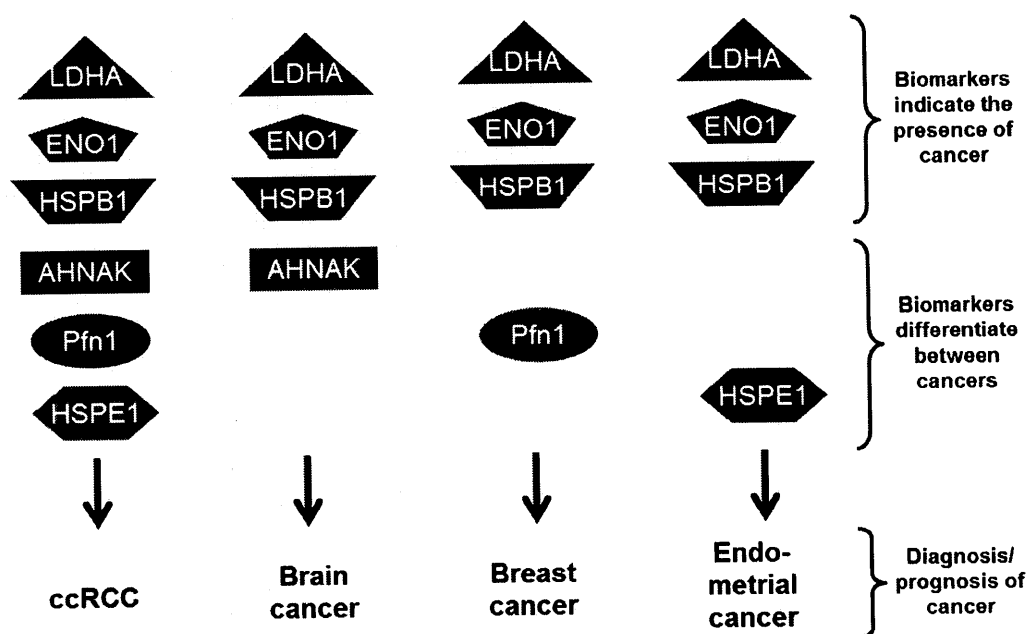 LDHA LDHA LDHA LDHA
ENO1 ENO1 ENO1 ENO1
HSPB1 HSPB1 HSPB1 HSPB1
Biomarkers
indicate the
presence of
cancer
AHNAK AHNAK
Pfn1 Pfn1
HSPE1 HSPE1
Biomarkers
differentiate
between
cancers
ccRCC
Brain
cancer
Breast
cancer
Endo-
metrial
cancer
Diagnosis/
prognosis of
cancer